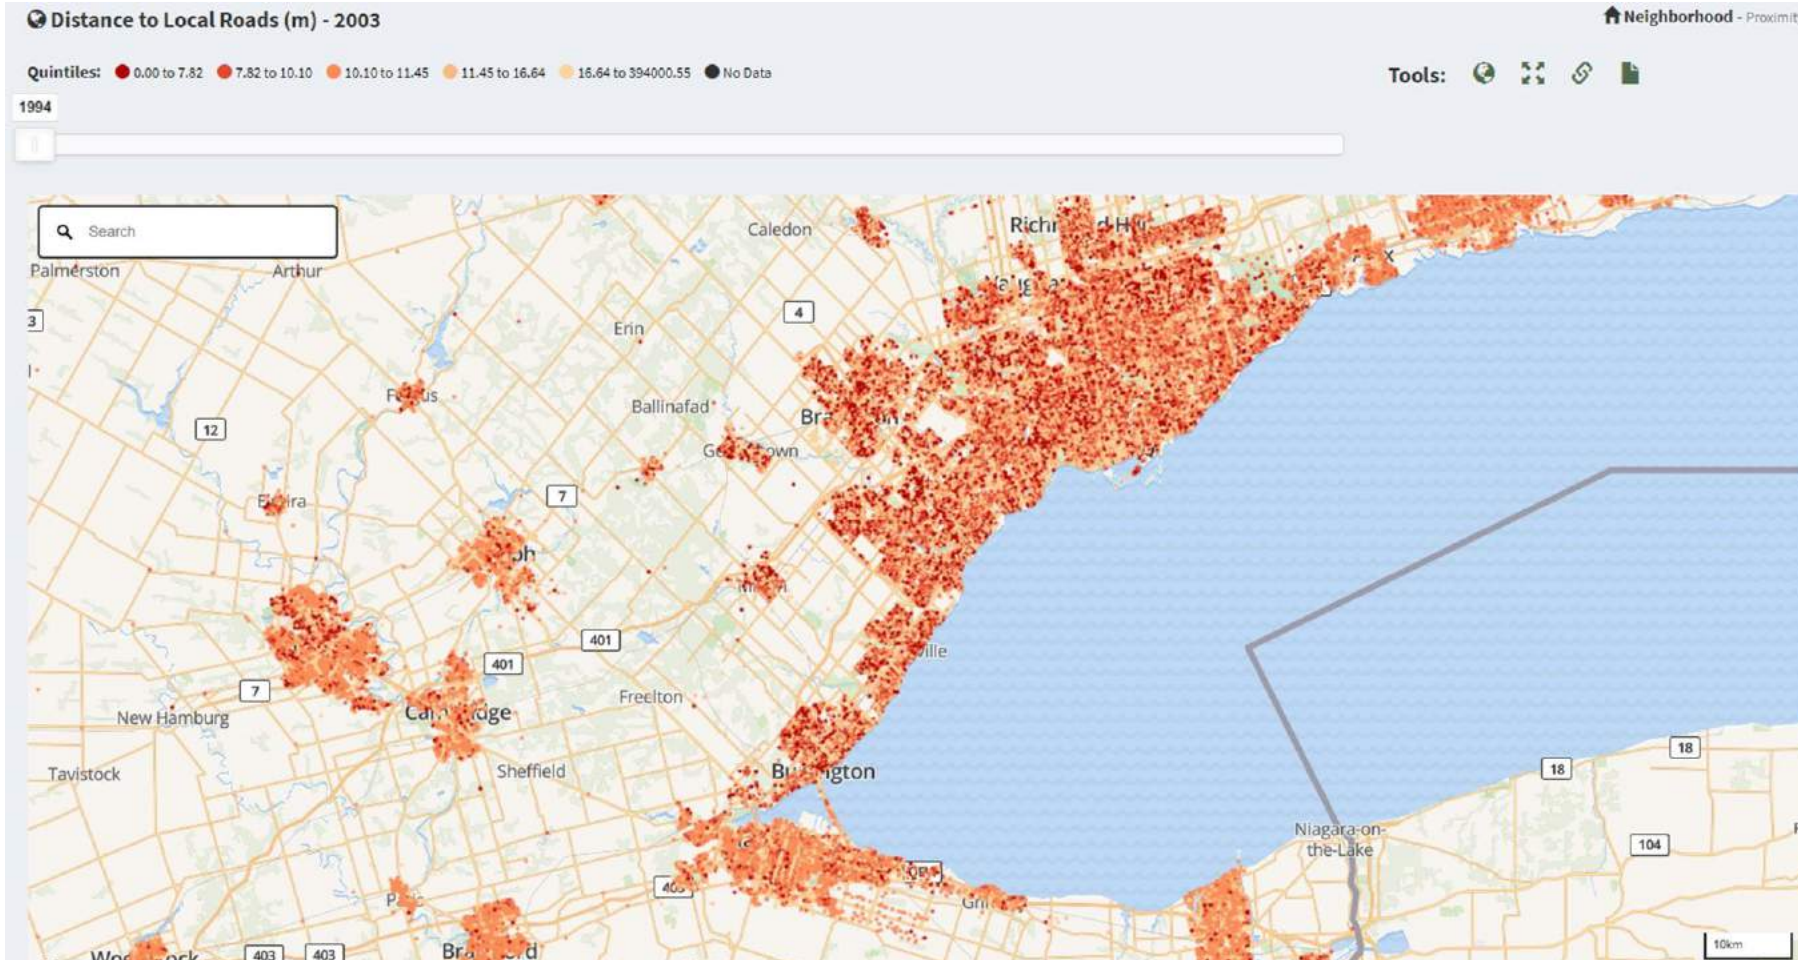 Distance to Local Roads (m) - 2003
Neighborhood - Proximit
Quintiles: 0.00 to 7.82 7.82 to 10.10 10.10 to 11.45 11.45 to 16.64 16.64 to 394000.55 No Data
Tools:
1994
Search
Caledon
Palmerston
Arthur
4
3
Erin
Ballinafad
12
7
401
401
7
New Hamburg
Freelton
Tavistock
Sheffield
18
18
Niagara-on-
the-Lake
104
403
403
10km